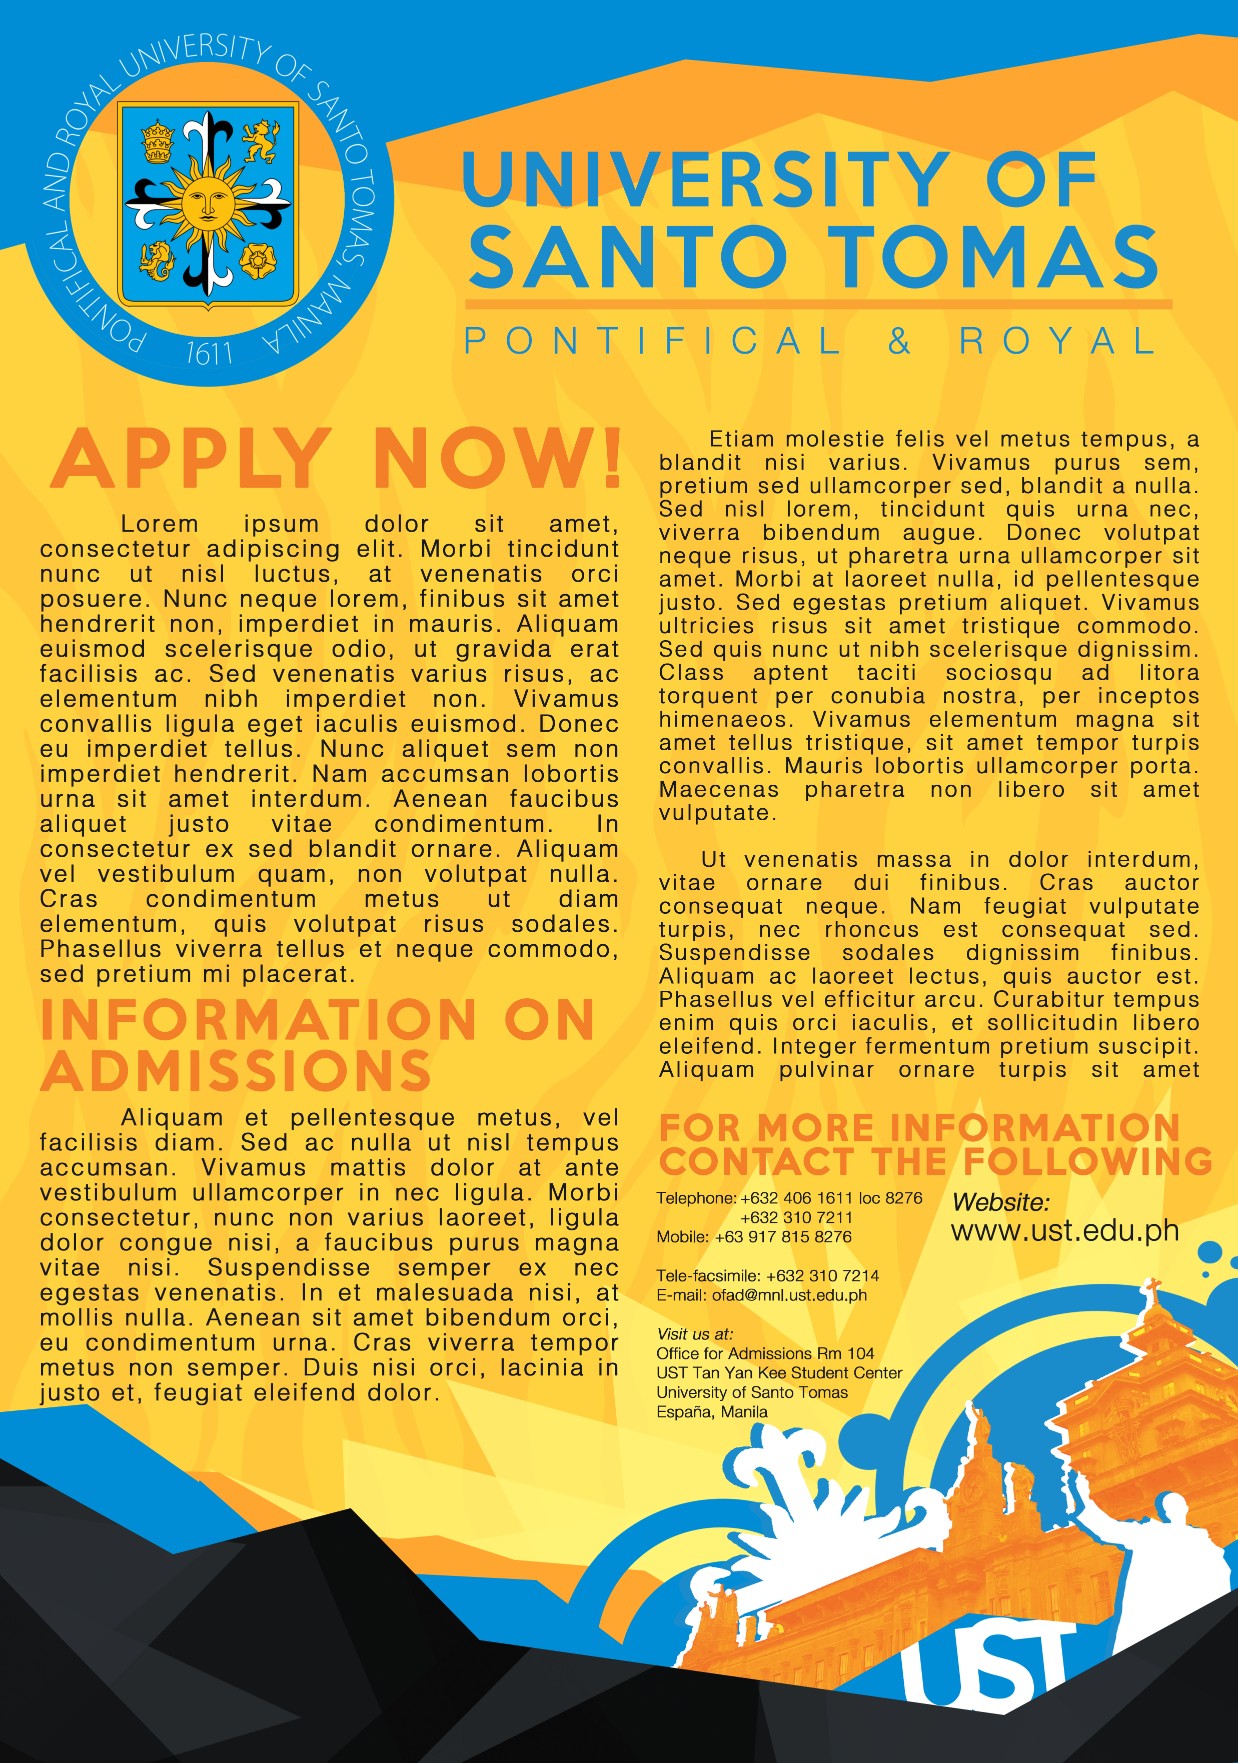 PONTIFICAL AND ROYAL UNIVERSITY OF SANTO TOMAS, MANILA
1611
UNIVERSITY OF
SANTO TOMAS
PONTIFICAL & ROYAL
APPLY NOW!
Lorem ipsum dolor sit amet,
consectetur adipiscing elit. Morbi tincidunt
nunc ut nisl luctus, at venenatis orci
posuere. Nunc neque lorem, finibus sit amet
hendrerit non, imperdiet in mauris. Aliquam
euismod scelerisque odio, ut gravida erat
facilisis ac. Sed venenatis varius risus, ac
elementum nibh imperdiet non. Vivamus
convallis ligula eget iaculis euismod. Donec
eu imperdiet tellus. Nunc aliquet sem non
imperdiet hendrerit. Nam accumsan lobortis
urna sit amet interdum. Aenean faucibus
aliquet justo vitae condimentum. In
consectetur ex sed blandit ornare. Aliquam
vel vestibulum quam, non volutpat nulla.
Cras condimentum metus ut diam
elementum, quis volutpat risus sodales.
Phasellus viverra tellus et neque commodo,
sed pretium mi placerat.
INFORMATION ON
ADMISSIONS
Aliquam et pellentesque metus, vel
facilisis diam. Sed ac nulla ut nisl tempus
accumsan. Vivamus mattis dolor at ante
vestibulum ullamcorper in nec ligula. Morbi
consectetur, nunc non varius laoreet, ligula
dolor congue nisi, a faucibus purus magna
vitae nisi. Suspendisse semper ex nec
egestas venenatis. In et malesuada nisi, at
mollis nulla. Aenean sit amet bibendum orci,
eu condimentum urna. Cras viverra tempor
metus non semper. Duis nisi orci, lacinia in
justo et, feugiat eleifend dolor.
Etiam molestie felis vel metus tempus, a
blandit nisi varius. Vivamus purus sem,
pretium sed ullamcorper sed, blandit a nulla.
Sed nisl lorem, tincidunt quis urna nec,
viverra bibendum augue. Donec volutpat
neque risus, ut pharetra urna ullamcorper sit
amet. Morbi at laoreet nulla, id pellentesque
justo. Sed egestas pretium aliquet. Vivamus
ultricies risus sit amet tristique commodo.
Sed quis nunc ut nibh scelerisque dignissim.
Class aptent taciti sociosqu ad litora
torquent per conubia nostra, per inceptos
himenaeos. Vivamus elementum magna sit
amet tellus tristique, sit amet tempor turpis
convallis. Mauris lobortis ullamcorper porta.
Maecenas pharetra non libero sit amet
vulputate.
Ut venenatis massa in dolor interdum,
vitae ornare dui finibus. Cras auctor
consequat neque. Nam feugiat vulputate
turpis, nec rhoncus est consequat sed.
Suspendisse sodales dignissim finibus.
Aliquam ac laoreet lectus, quis auctor est.
Phasellus vel efficitur arcu. Curabitur tempus
enim quis orci iaculis, et sollicitudin libero
eleifend. Integer fermentum pretium suscipit.
Aliquam pulvinar ornare turpis sit amet
FOR MORE INFORMATION
CONTACT THE FOLLOWING
Telephone: +632 406 1611 loc 8276
+632 310 7211
Mobile: +63 917 815 8276
Tele-facsimile: +632 310 7214
E-mail: ofad@mnl.ust.edu.ph
Visit us at:
Office for Admissions Rm 104
UST Tan Yan Kee Student Center
University of Santo Tomas
España, Manila
Website:
www.ust.edu.ph
UST